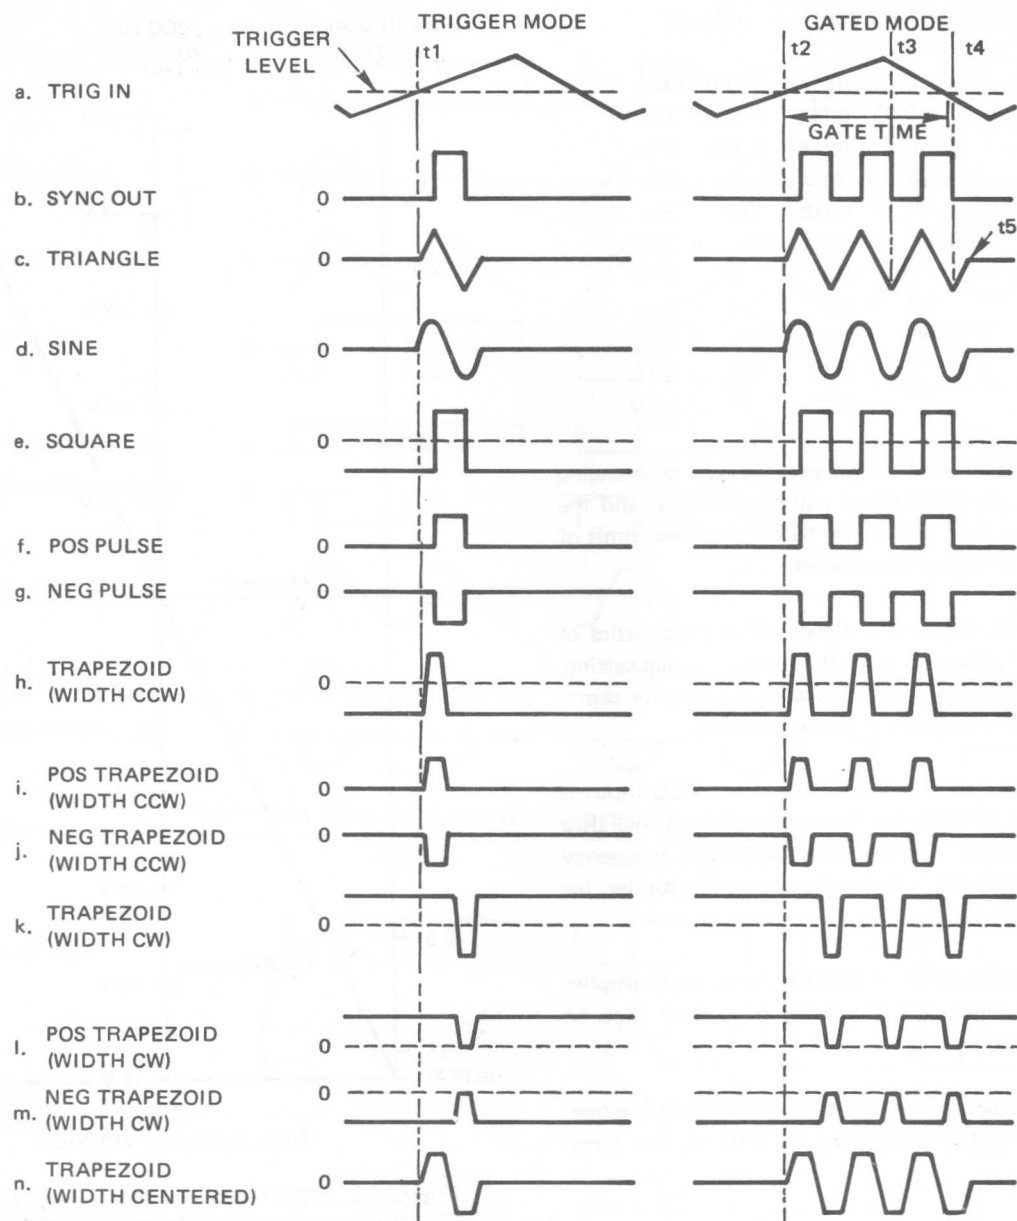 TRIGGER MODE
GATED MODE
TRIGGER
LEVEL
t1
t2
t3
t4
a. TRIG IN
GATE TIME
b. SYNC OUT
0
t5
c. TRIANGLE
0
d. SINE
0
e. SQUARE
0
f. POS PULSE
0
g. NEG PULSE
0
h. TRAPEZOID
(WIDTH CCW)
0
i. POS TRAPEZOID
(WIDTH CCW)
0
j. NEG TRAPEZOID
(WIDTH CCW)
0
k. TRAPEZOID
(WIDTH CW)
0
l. POS TRAPEZOID
(WIDTH CW)
0
m. NEG TRAPEZOID
(WIDTH CW)
0
n. TRAPEZOID
(WIDTH CENTERED)
0